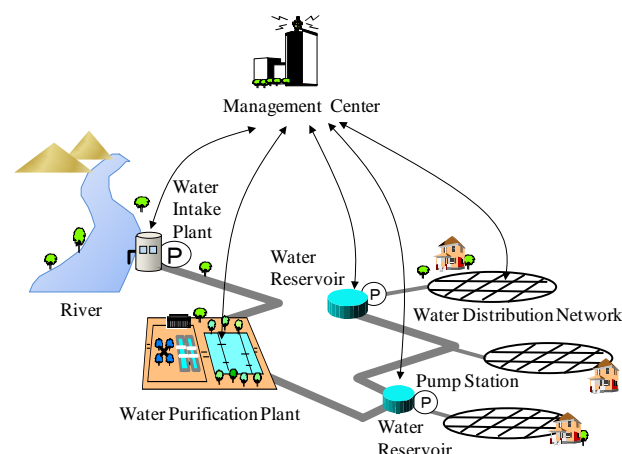 Management Center
Water
Intake
Plant
P
River
Water
Reservoir
P
Water Distribution Network
Water Purification Plant
Pump Station
P
Water
Reservoir